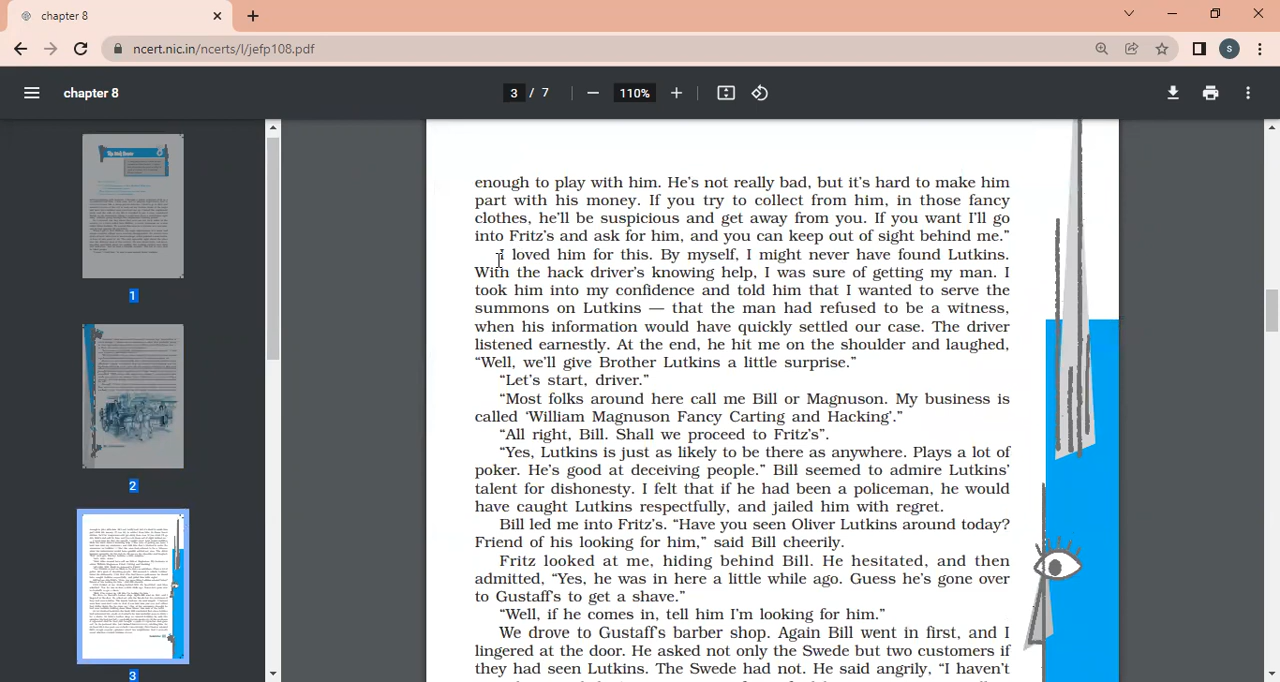 chapter 8
ncert.nic.in/ncerts/l/jefp108.pdf
S
chapter 8
3 / 7
110%
1
2
3
enough to play with him. He's not really bad, but it's hard to make him
part with his money. If you try to collect from him, in those fancy
clothes, he'll be suspicious and get away from you. If you want I'll go
into Fritz's and ask for him, and you can keep out of sight behind me.”
I loved him for this. By myself, I might never have found Lutkins.
With the hack driver's knowing help, I was sure of getting my man. I
took him into my confidence and told him that I wanted to serve the
summons on Lutkins — that the man had refused to be a witness,
when his information would have quickly settled our case. The driver
listened earnestly. At the end, he hit me on the shoulder and laughed,
“Well, we'll give Brother Lutkins a little surprise.”
“Let's start, driver.”
“Most folks around here call me Bill or Magnuson. My business is
called ‘William Magnuson Fancy Carting and Hacking’.”
“All right, Bill. Shall we proceed to Fritz's”.
“Yes, Lutkins is just as likely to be there as anywhere. Plays a lot of
poker. He's good at deceiving people.” Bill seemed to admire Lutkins'
talent for dishonesty. I felt that if he had been a policeman, he would
have caught Lutkins respectfully, and jailed him with regret.
Bill led me into Fritz's. “Have you seen Oliver Lutkins around today?
Friend of his looking for him,” said Bill cheerily.
Fritz looked at me, hiding behind Bill. He hesitated, and then
admitted, “Yes, he was in here a little while ago. Guess he's gone over
to Gustaff's to get a shave.”
“Well, if he comes in, tell him I'm looking for him.”
We drove to Gustaff's barber shop. Again Bill went in first, and I
lingered at the door. He asked not only the Swede but two customers if
they had seen Lutkins. The Swede had not. He said angrily, “I haven't